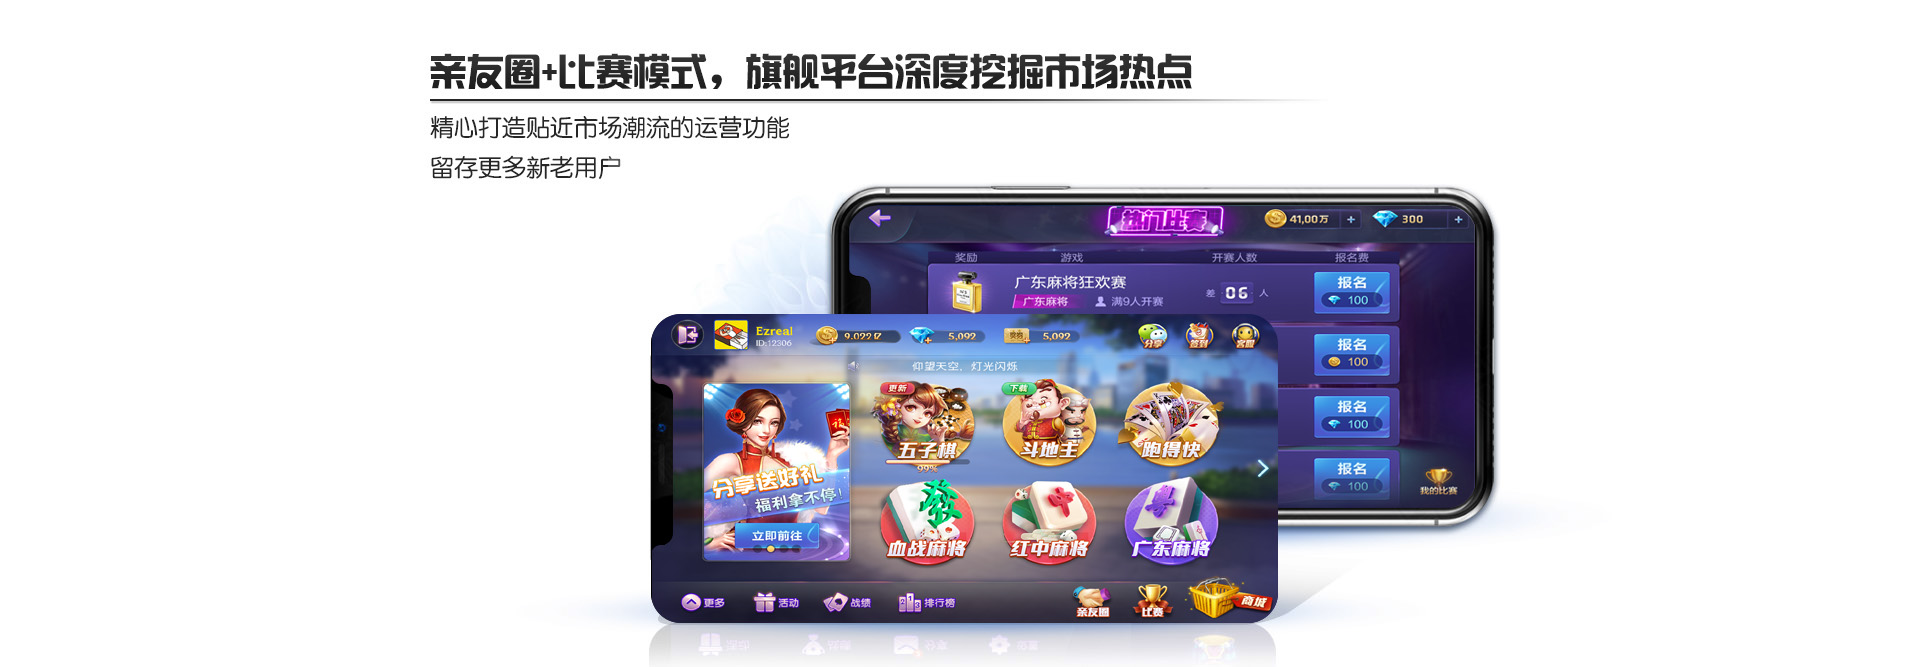 亲友圈+比赛模式，旗舰平台深度挖掘市场热点
精心打造贴近市场潮流的运营功能
留存更多新老用户
热门比赛
41,00万
+
300
+
奖励 游戏 开赛人数 报名费
广东麻将狂欢赛
广东麻将 满9人开赛
差 06 人
报名
100
报名
100
报名
100
报名
100
我的比赛
Ezreal
ID:12306
9.022亿
5,092
奖券
5,092
分享
签到
客服
仰望天空，灯光闪烁
分享送好礼
福利拿不停!
立即前往
更新
五子棋
99%
下载
斗地主
跑得快
血战麻将
红中麻将
广东麻将
更多
活动
战绩
排行榜
亲友圈
比赛
商城